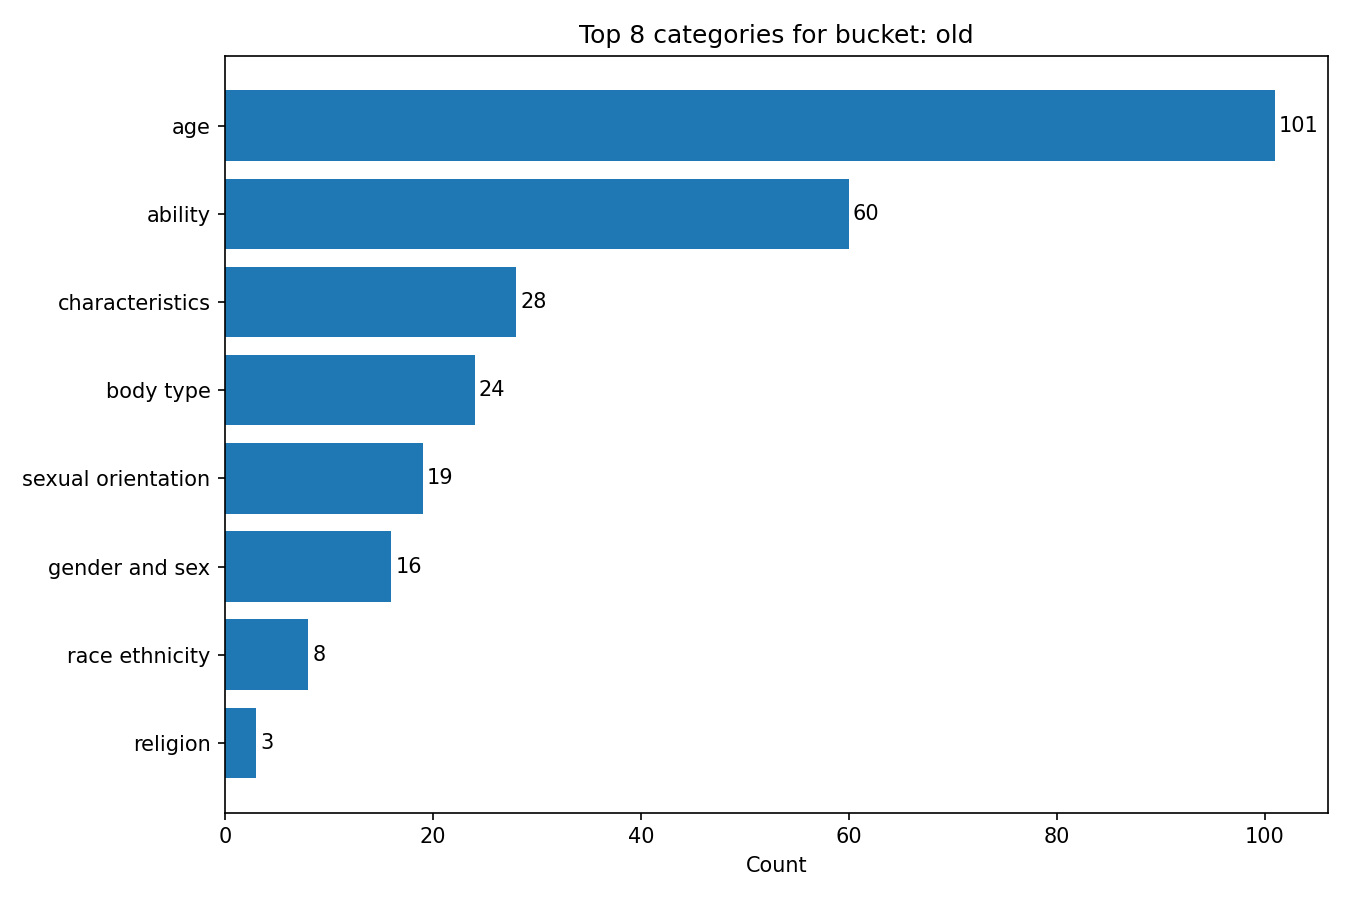 Top 8 categories for bucket: old
age
101
ability
60
characteristics
28
body type
24
sexual orientation
19
gender and sex
16
race ethnicity
8
religion
3
0 20 40 60 80 100
Count